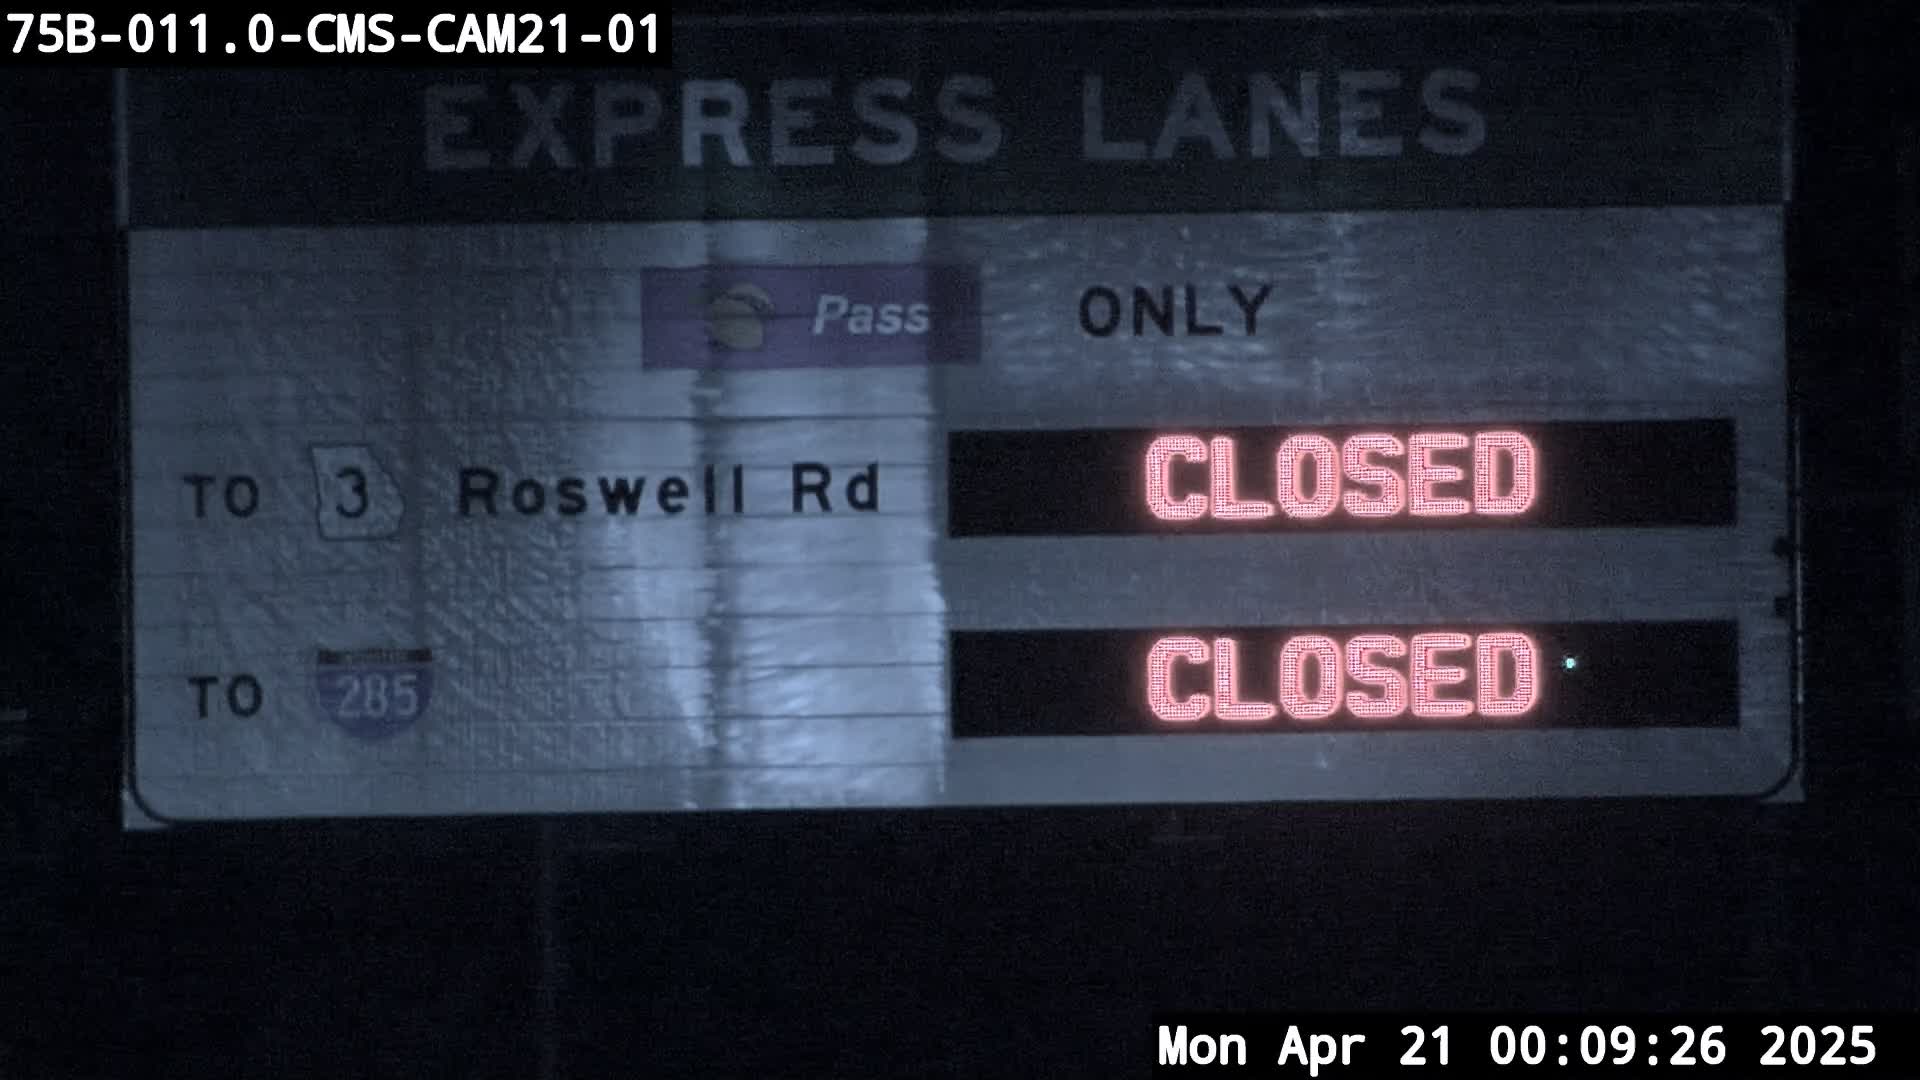 75B-011.0-CMS-CAM21-01
EXPRESS LANES
Pass ONLY
TO 3 Roswell Rd CLOSED
TO 285 CLOSED
Mon Apr 21 00:09:26 2025